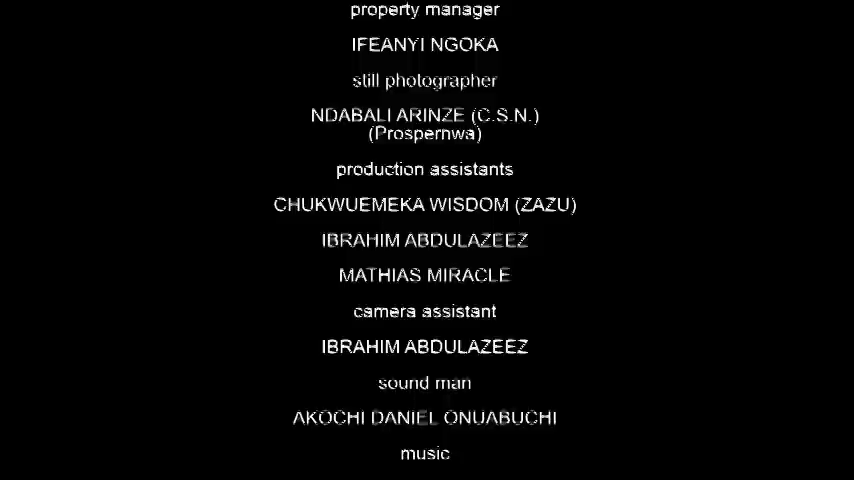 property manager
IFEANYI NGOKA
still photographer
NDABALI ARINZE (C.S.N.)
(Prospernwa)
production assistants
CHUKWUEMEKA WISDOM (ZAZU)
IBRAHIM ABDULAZEEZ
MATHIAS MIRACLE
camera assistant
IBRAHIM ABDULAZEEZ
sound man
AKOCHI DANIEL ONUABUCHI
music